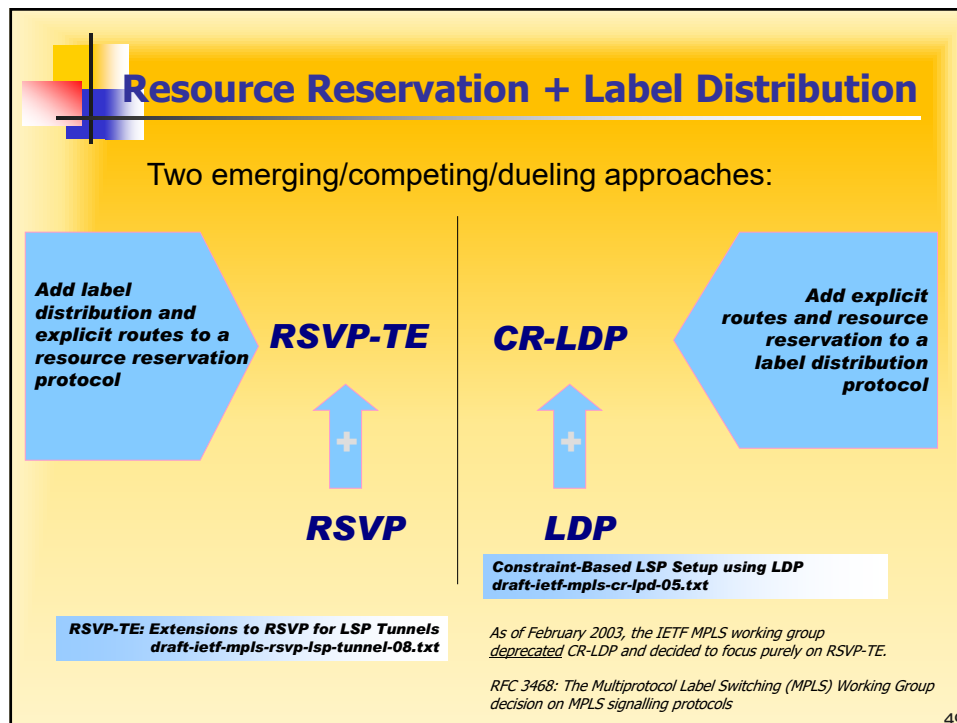 Resource Reservation + Label Distribution
Two emerging/competing/dueling approaches:
Add label
distribution and
explicit routes to a
resource reservation
protocol
RSVP-TE
+
RSVP
RSVP-TE: Extensions to RSVP for LSP Tunnels
draft-ietf-mpls-rsvp-lsp-tunnel-08.txt
CR-LDP
Add explicit
routes and resource
reservation to a
label distribution
protocol
+
LDP
Constraint-Based LSP Setup using LDP
draft-ietf-mpls-cr-lpd-05.txt
As of February 2003, the IETF MPLS working group
deprecated CR-LDP and decided to focus purely on RSVP-TE.
RFC 3468: The Multiprotocol Label Switching (MPLS) Working Group
decision on MPLS signalling protocols